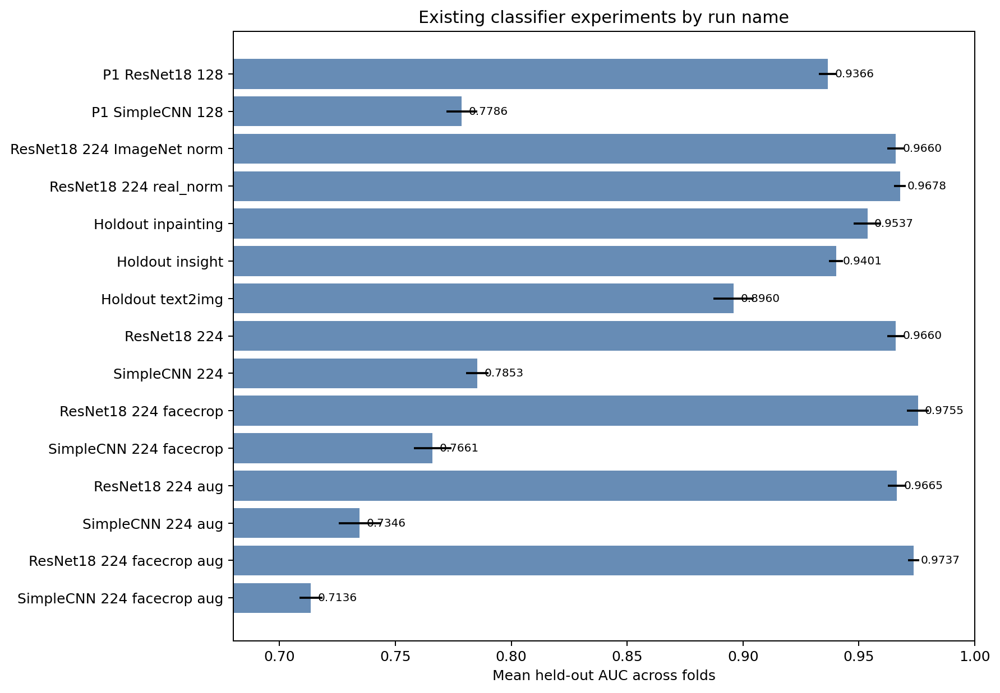 Existing classifier experiments by run name
P1 ResNet18 128
0.9366
P1 SimpleCNN 128
0.7786
ResNet18 224 ImageNet norm
0.9660
ResNet18 224 real_norm
0.9678
Holdout inpainting
0.9537
Holdout insight
0.9401
Holdout text2img
0.8960
ResNet18 224
0.9660
SimpleCNN 224
0.7853
ResNet18 224 facecrop
0.9755
SimpleCNN 224 facecrop
0.7661
ResNet18 224 aug
0.9665
SimpleCNN 224 aug
0.7346
ResNet18 224 facecrop aug
0.9737
SimpleCNN 224 facecrop aug
0.7136
0.70 0.75 0.80 0.85 0.90 0.95 1.00
Mean held-out AUC across folds